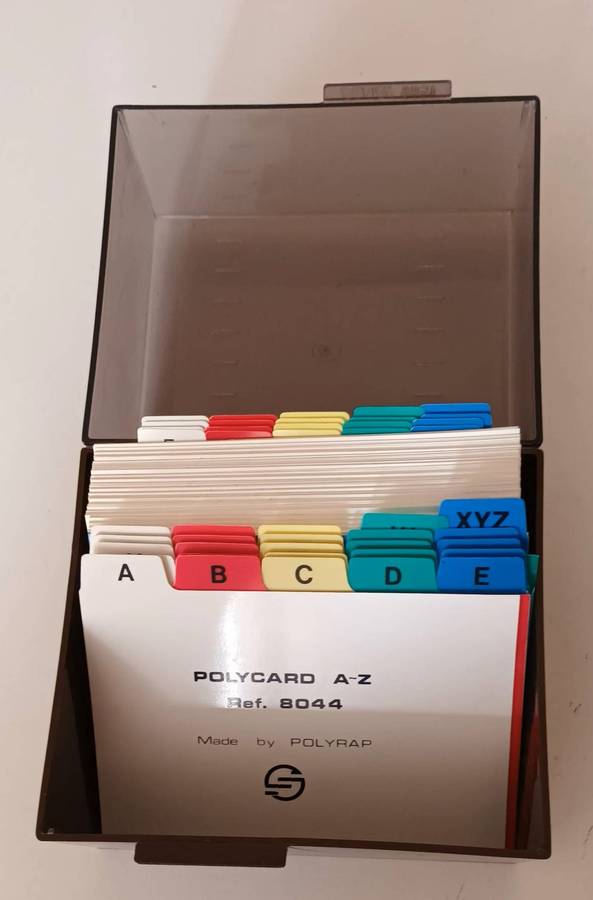 XYZ
A B C D E
POLYCARD A-Z
Ref. 8044
Made by POLYRAP